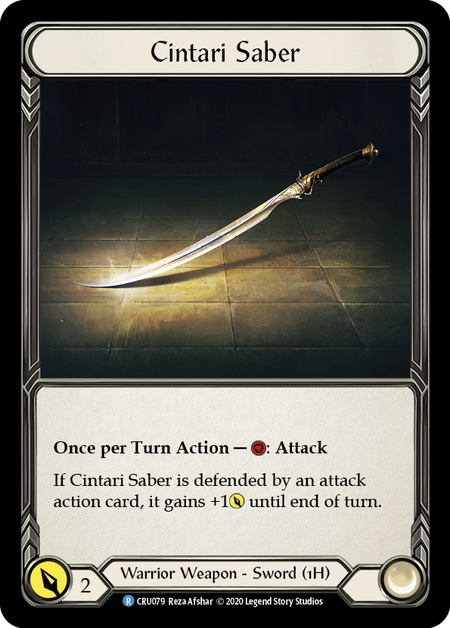 Cintari Saber
Once per Turn Action — : Attack
If Cintari Saber is defended by an attack
action card, it gains +1 until end of turn.
2
Warrior Weapon - Sword (1H)
R CRU079 Reza Afshar © 2020 Legend Story Studios